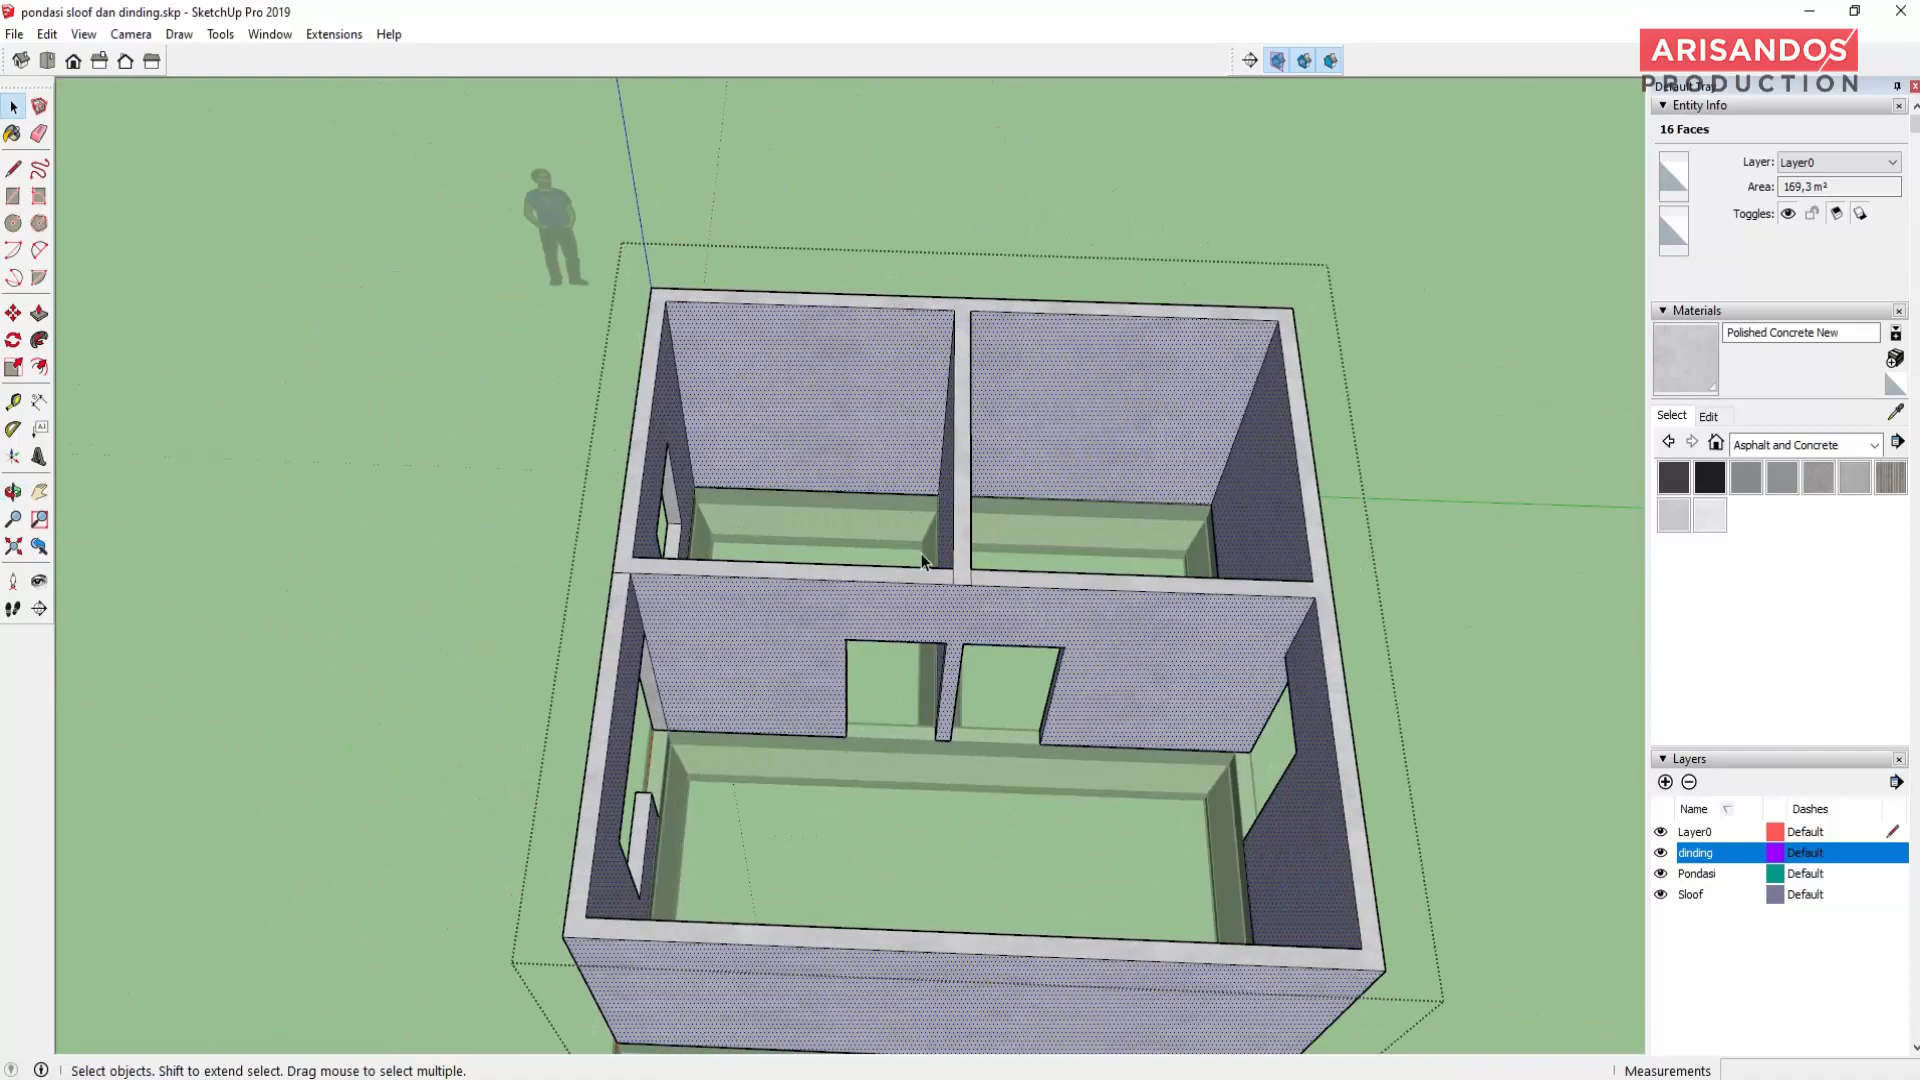 pondasi sloof dan dinding.skp - SketchUp Pro 2019
File Edit View Camera Draw Tools Window Extensions Help
ARISANDOS
PRODUCTION
Default Tray
Entity Info
16 Faces
Layer: Layer0
Area: 169,3 m²
Toggles:
Materials
Polished Concrete New
Select Edit
Asphalt and Concrete
Layers
Name Dashes
Layer0 Default
dinding Default
Pondasi Default
Sloof Default
Select objects. Shift to extend select. Drag mouse to select multiple.
Measurements